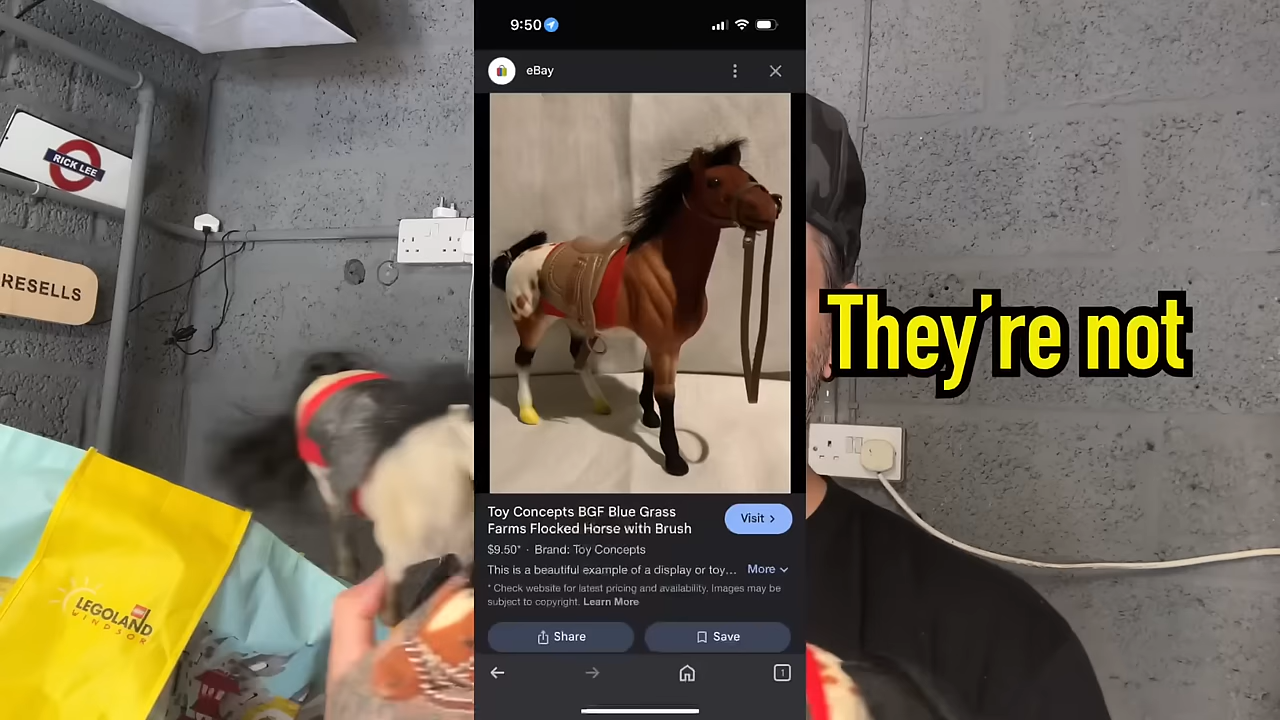 RICK LEE
RESELLS
LEGO
LEGOLAND
WINDSOR
9:50
eBay
Toy Concepts BGF Blue Grass
Farms Flocked Horse with Brush
Visit
$9.50* · Brand: Toy Concepts
This is a beautiful example of a display or toy… More
* Check website for latest pricing and availability. Images may be
subject to copyright. Learn More
Share
Save
1
They're not